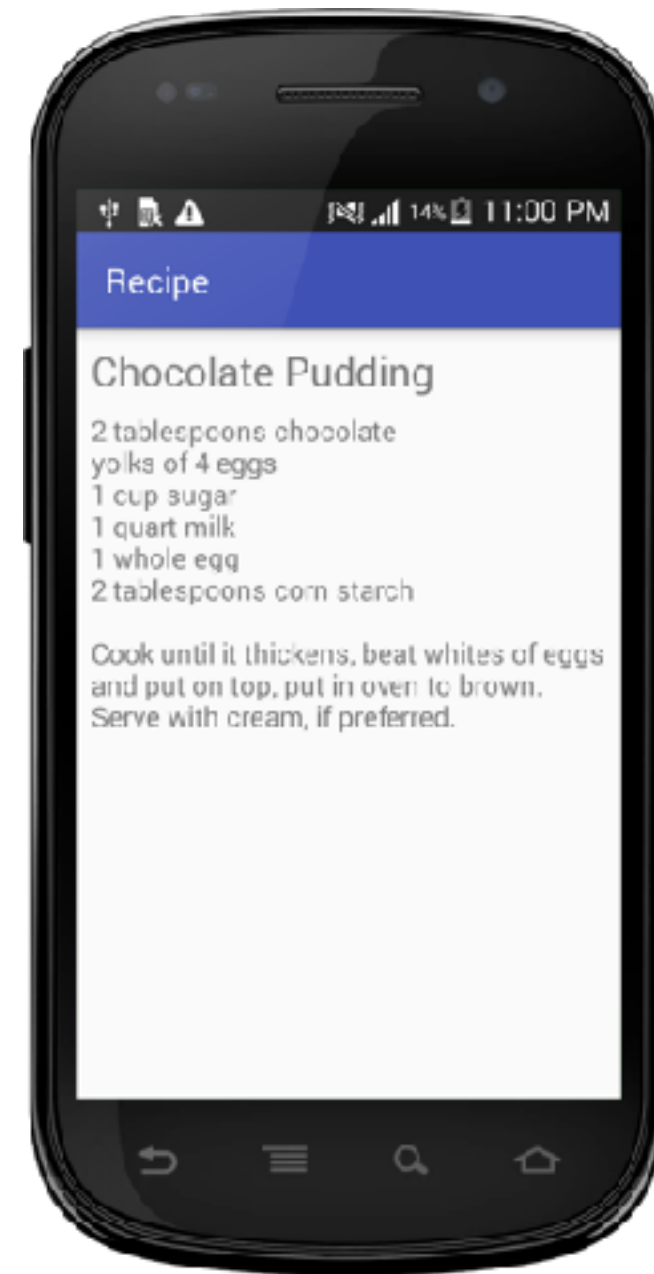 14% 11:00 PM
Recipe
Chocolate Pudding
2 tablespoons chocolate
yolks of 4 eggs
1 cup sugar
1 quart milk
1 whole egg
2 tablespoons corn starch
Cook until it thickens, beat whites of eggs
and put on top, put in oven to brown.
Serve with cream, if preferred.